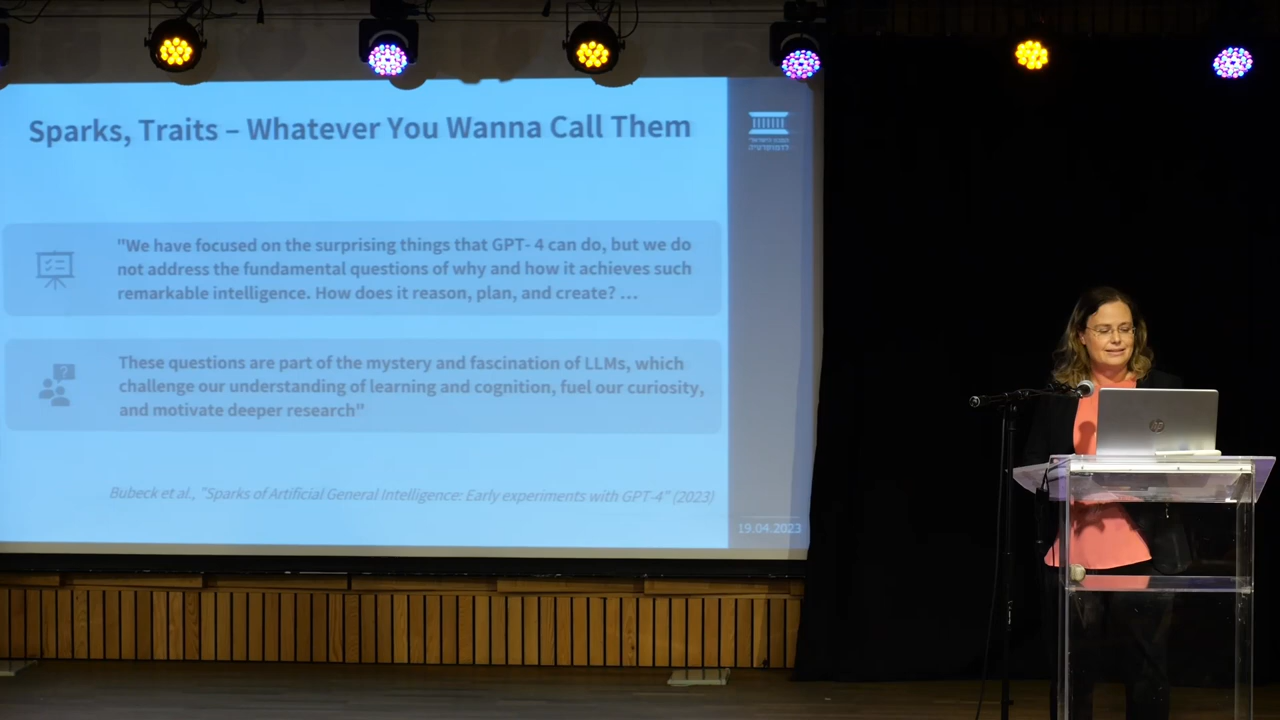 Sparks, Traits – Whatever You Wanna Call Them
"We have focused on the surprising things that GPT- 4 can do, but we do
not address the fundamental questions of why and how it achieves such
remarkable intelligence. How does it reason, plan, and create? ...
These questions are part of the mystery and fascination of LLMs, which
challenge our understanding of learning and cognition, fuel our curiosity,
and motivate deeper research"
Bubeck et al., "Sparks of Artificial General Intelligence: Early experiments with GPT-4" (2023)
המכון הישראלי
לדמוקרטיה
19.04.2023
hp